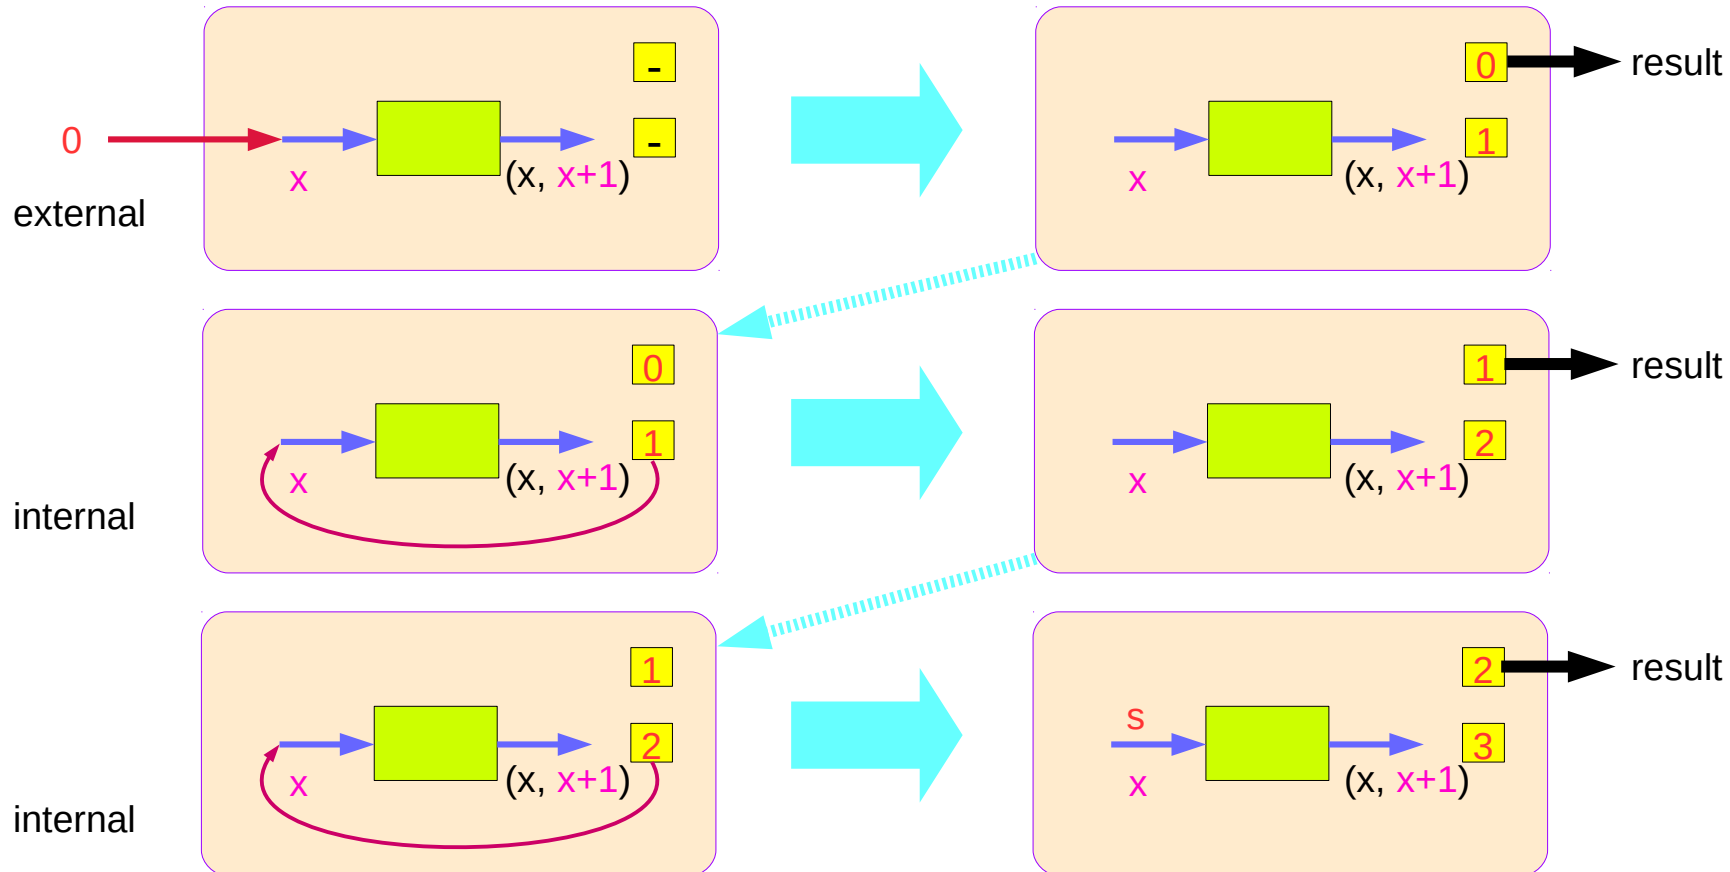 -
0 result
0
-
1
x (x, x+1)
x (x, x+1)
external
0
1 result
1
2
x (x, x+1)
x (x, x+1)
internal
1
2 result
s
2
3
x (x, x+1)
x (x, x+1)
internal